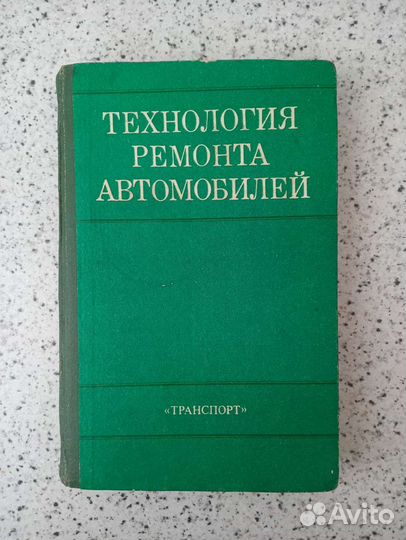 ТЕХНОЛОГИЯ
РЕМОНТА
АВТОМОБИЛЕЙ
«ТРАНСПОРТ»
Avito